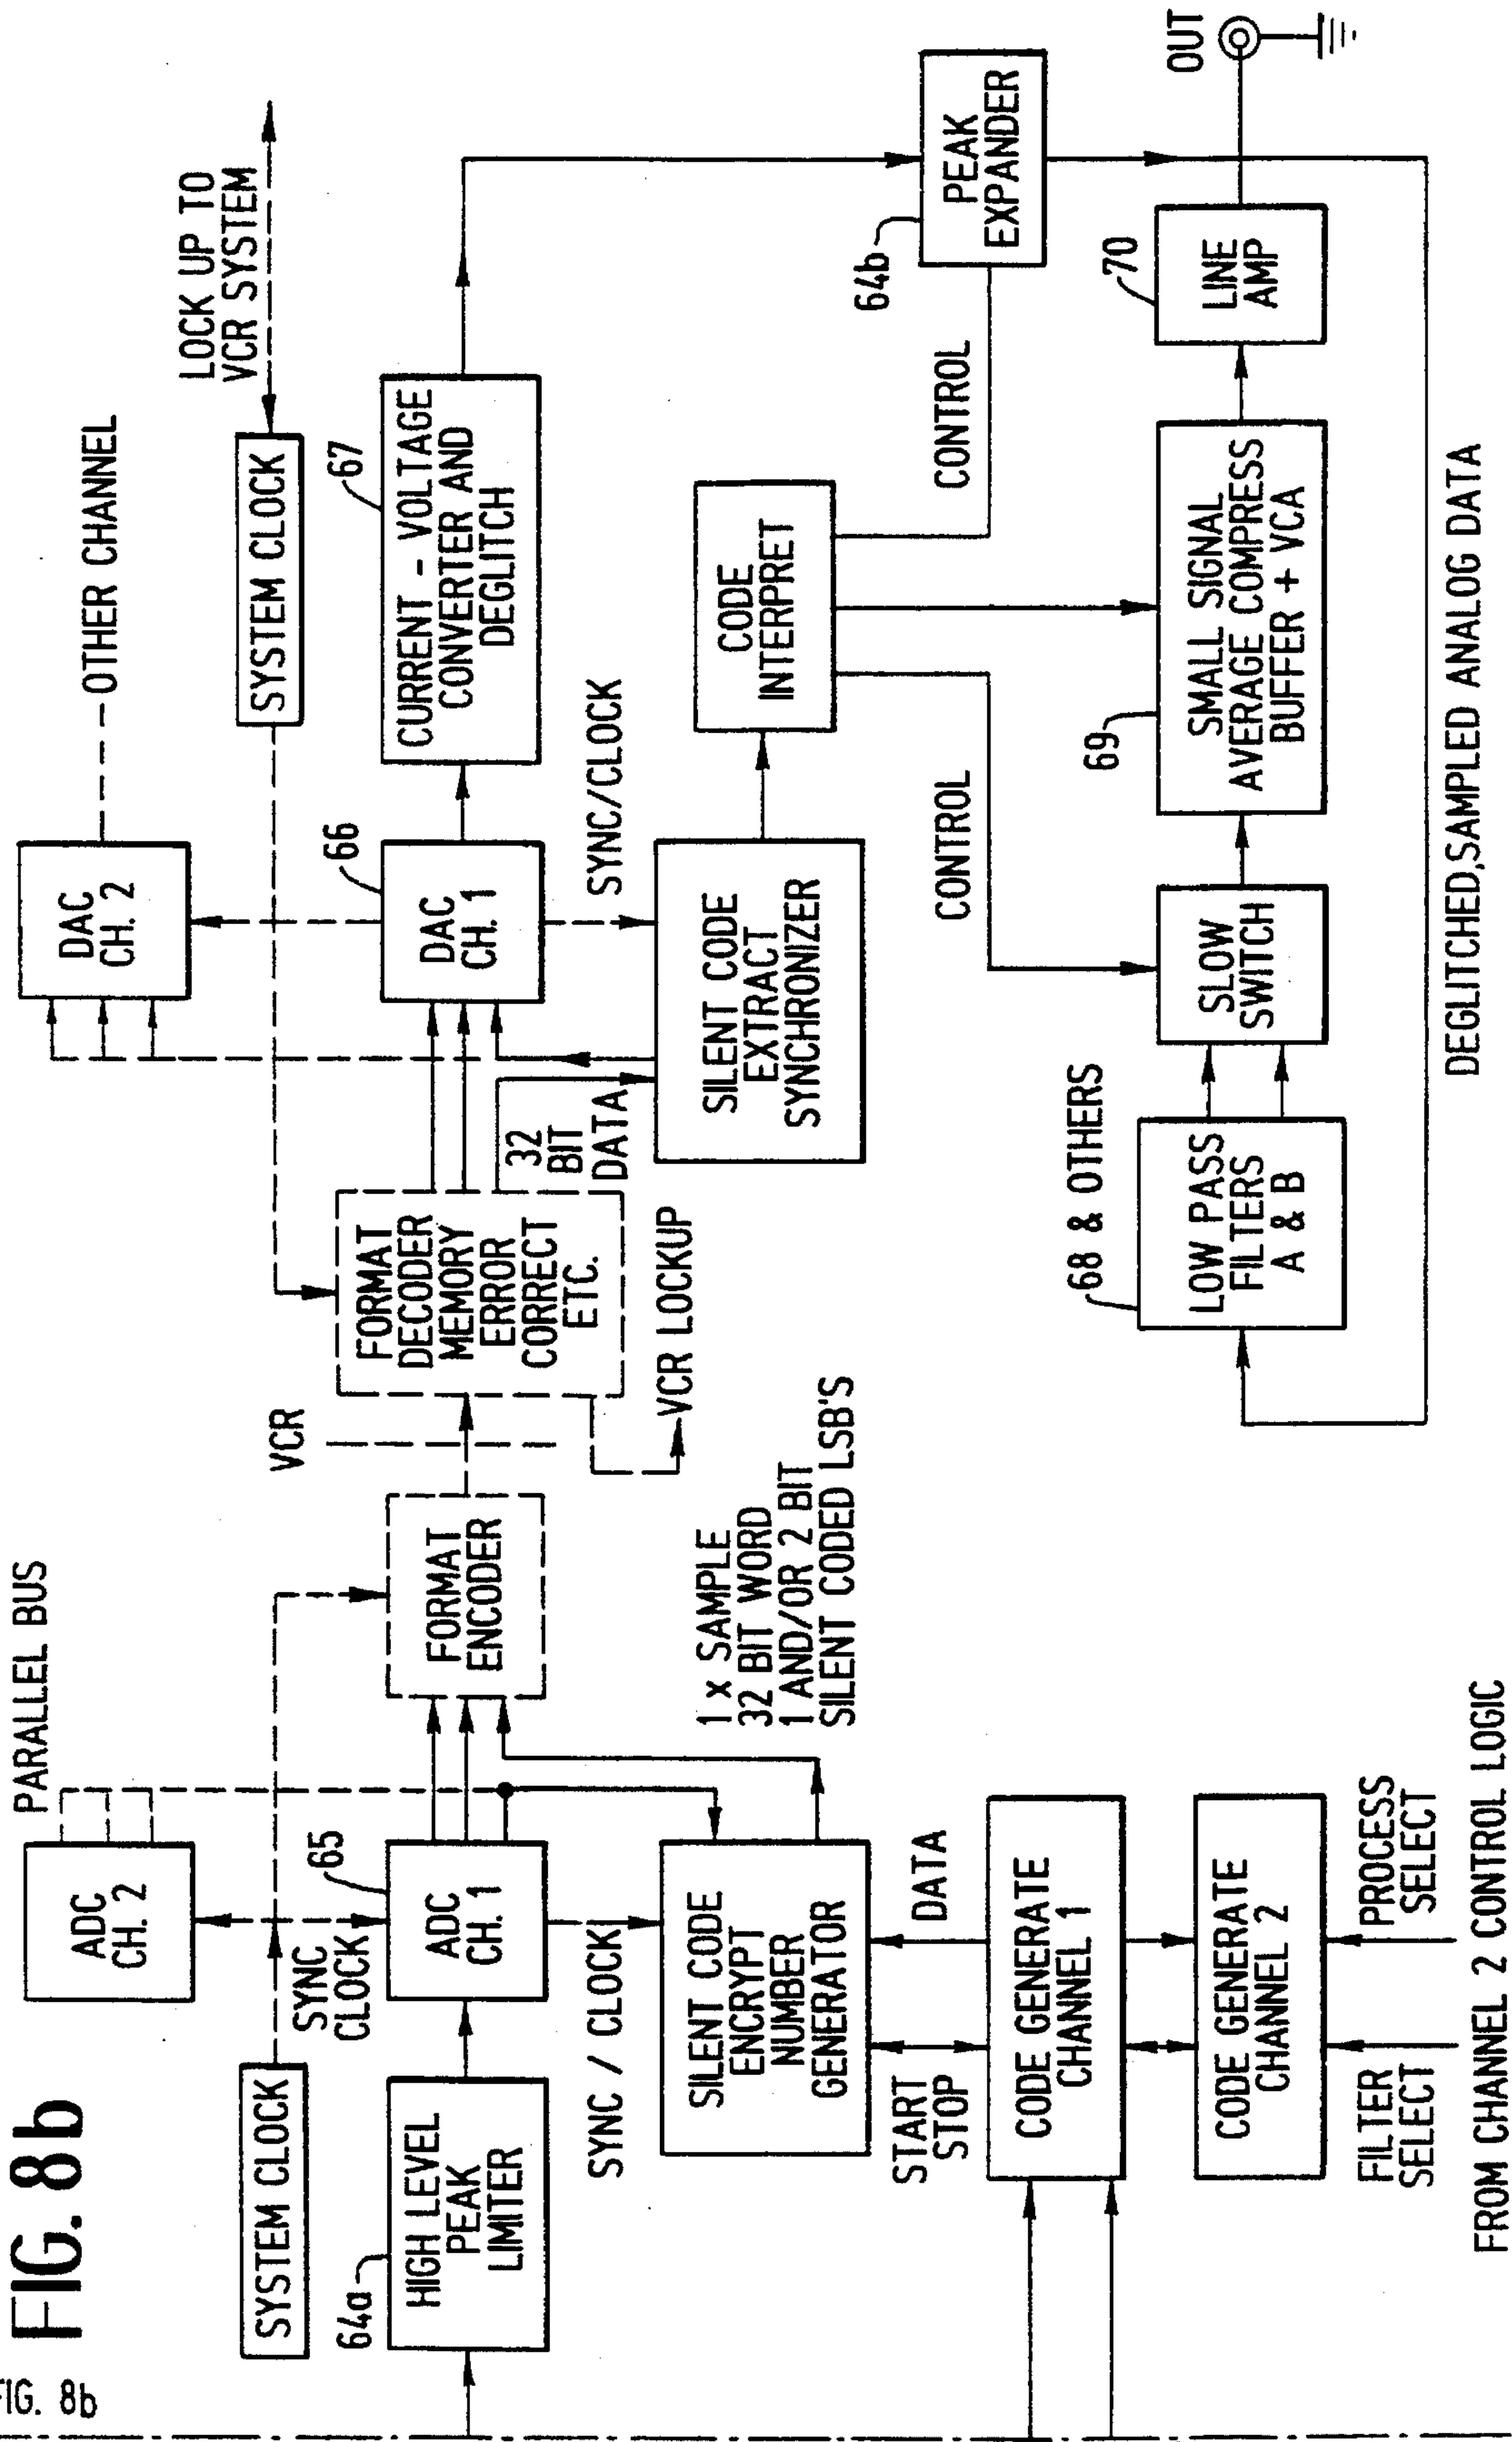 FIG. 8b
FIG. 8b
PARALLEL BUS
ADC
CH. 2
SYSTEM CLOCK
SYNC
CLOCK
64a
HIGH LEVEL
PEAK
LIMITER
65
ADC
CH. 1
SYNC / CLOCK
SILENT CODE
ENCRYPT
NUMBER
GENERATOR
START
STOP
DATA
CODE GENERATE
CHANNEL 1
CODE GENERATE
CHANNEL 2
FILTER
SELECT
PROCESS
SELECT
FROM CHANNEL 2 CONTROL LOGIC
FORMAT
ENCODER
1 x SAMPLE
32 BIT WORD
1 AND/OR 2 BIT
SILENT CODED LSB'S
VCR
FORMAT
DECODER
MEMORY
ERROR
CORRECT
ETC.
VCR LOCKUP
32
BIT
DATA
DAC
CH. 2
OTHER CHANNEL
SYSTEM CLOCK
LOCK UP TO
VCR SYSTEM
66
DAC
CH. 1
67
CURRENT - VOLTAGE
CONVERTER AND
DEGLITCH
SYNC/CLOCK
SILENT CODE
EXTRACT
SYNCHRONIZER
CODE
INTERPRET
CONTROL
CONTROL
64b
PEAK
EXPANDER
68 & OTHERS
LOW PASS
FILTERS
A & B
SLOW
SWITCH
69
SMALL SIGNAL
AVERAGE COMPRESS
BUFFER + VCA
70
LINE
AMP
OUT
DEGLITCHED,SAMPLED ANALOG DATA